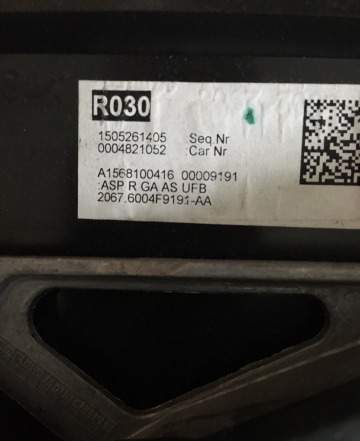 R030
1505261405 :Seq.Nr
0004821052 :Car Nr
A1568100416 00009191
:ASP R GA AS UFB
2067.6004F9191-AA